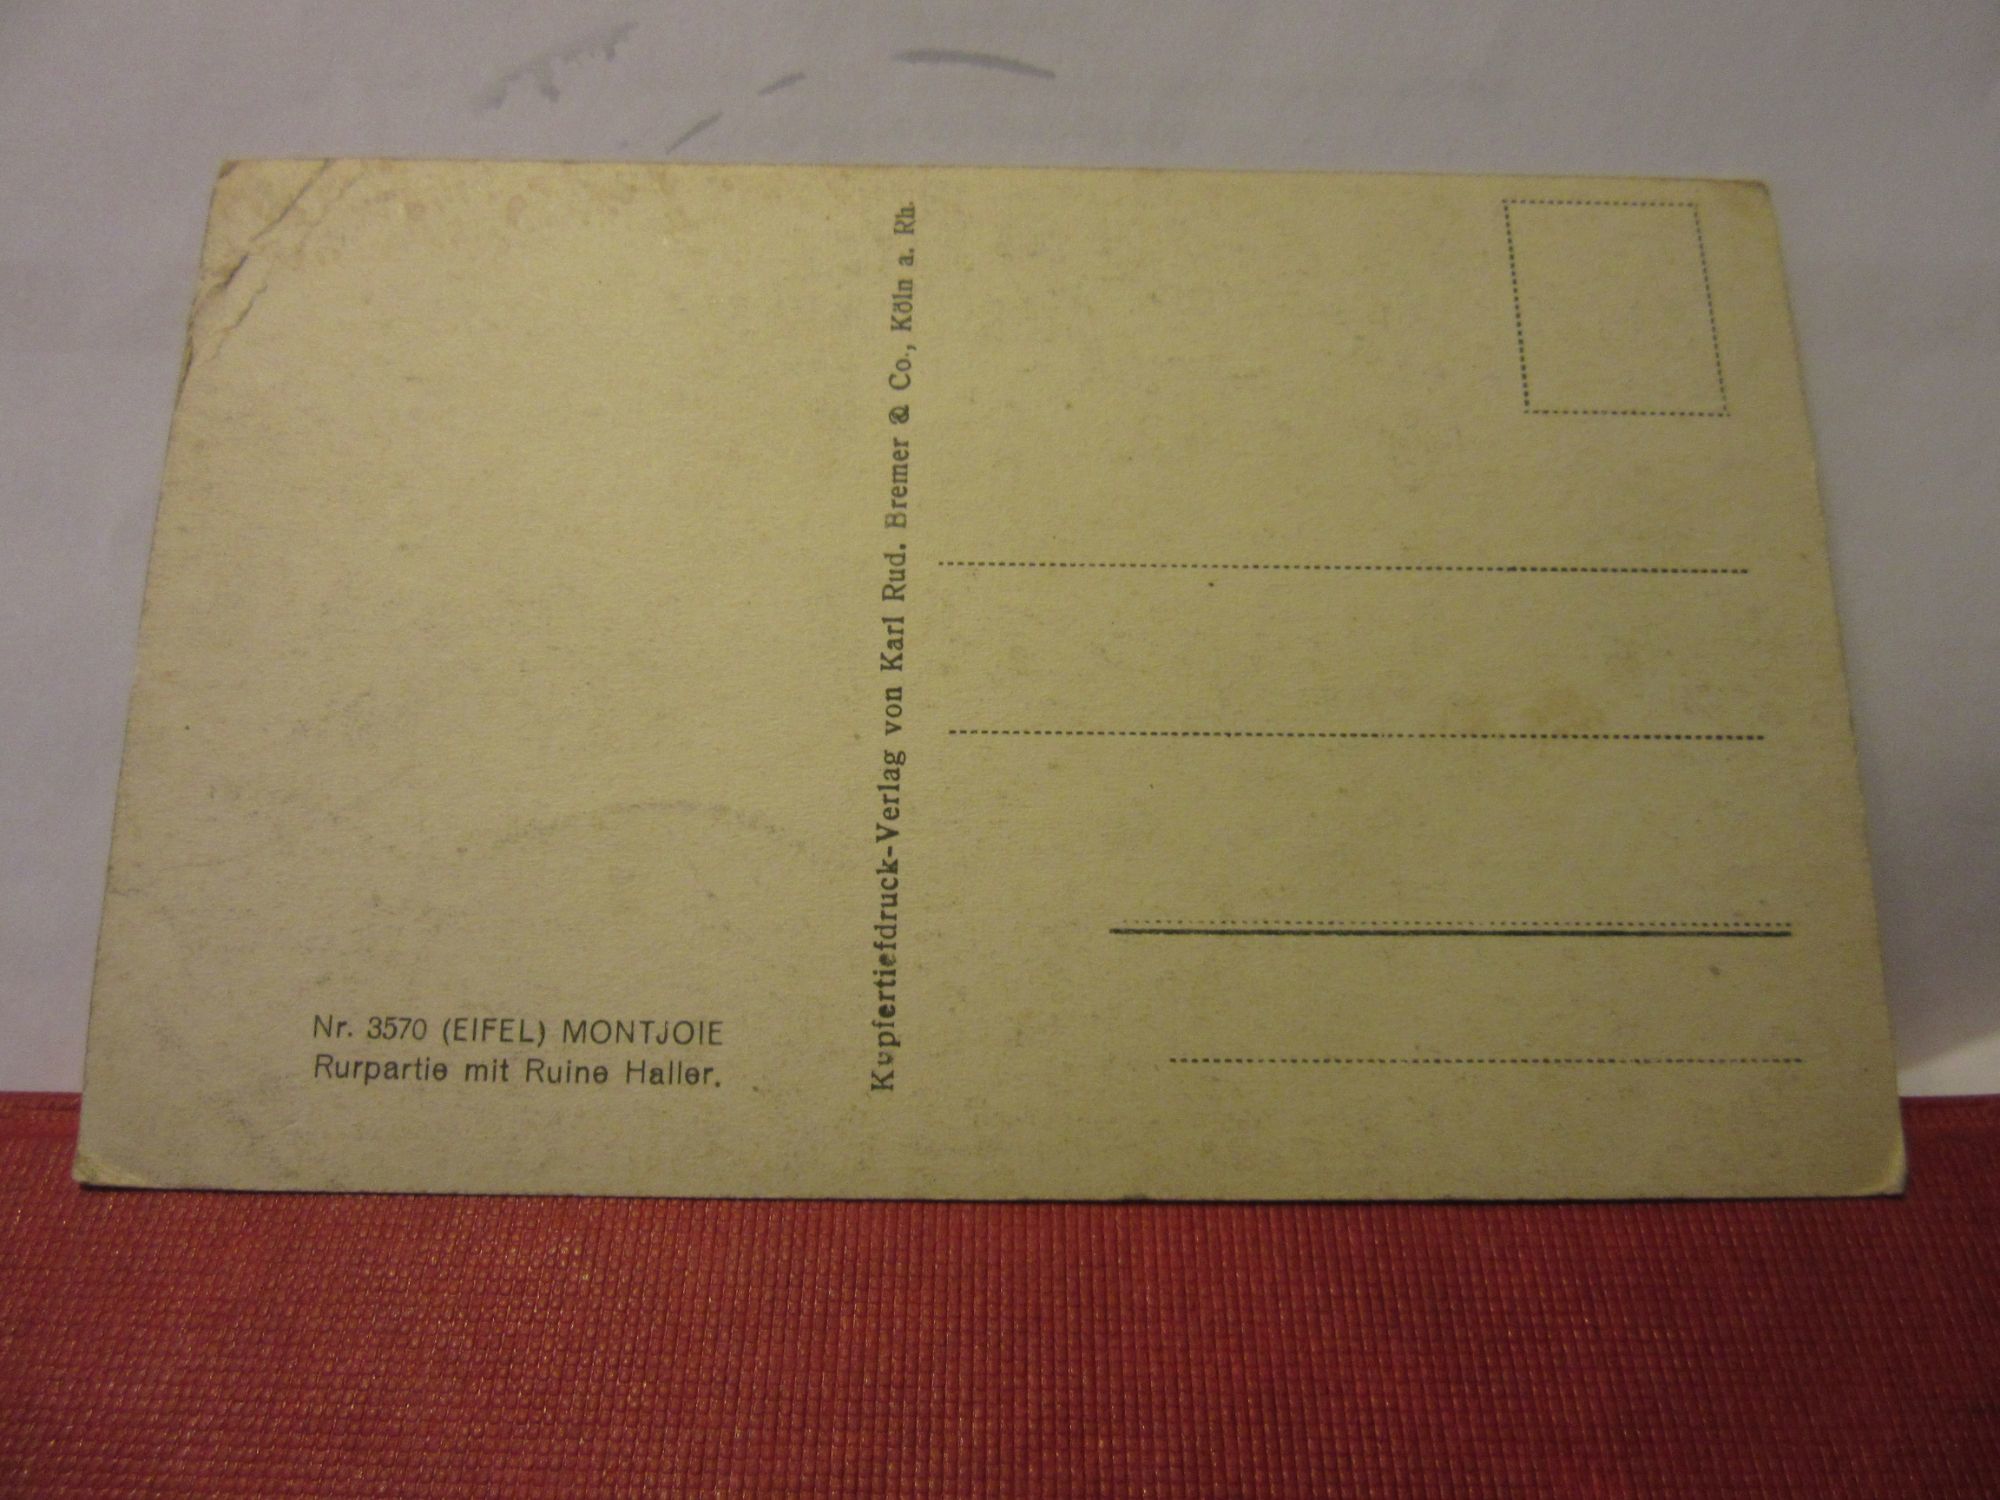 Nr. 3570 (EIFEL) MONTJOIE
Rurpartie mit Ruine Haller.
Kupfertiefdruck-Verlag von Karl Rud. Bremer & Co., Köln a. Rh.